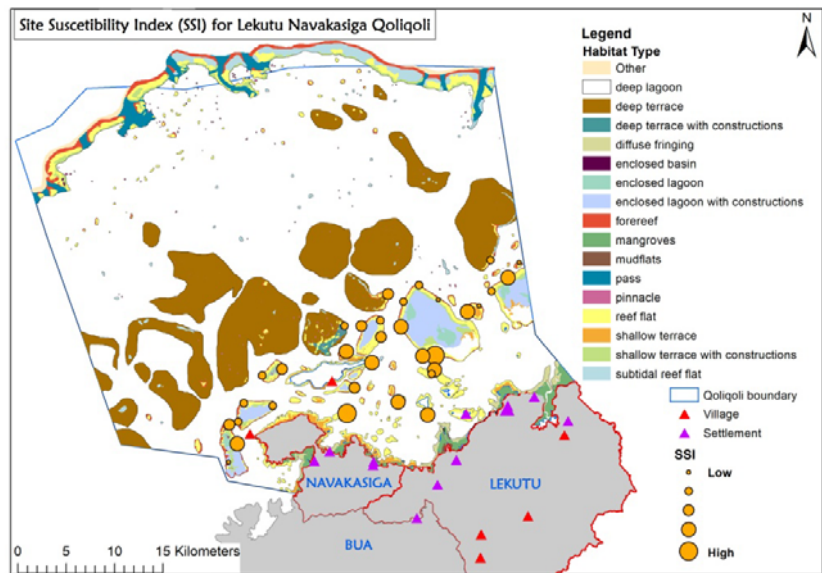 Site Suscetibility Index (SSI) for Lekutu Navakasiga Qoliqoli
N
Legend
Habitat Type
Other
deep lagoon
deep terrace
deep terrace with constructions
diffuse fringing
enclosed basin
enclosed lagoon
enclosed lagoon with constructions
forereef
mangroves
mudflats
pass
pinnacle
reef flat
shallow terrace
shallow terrace with constructions
subtidal reef flat
Qoliqoli boundary
Village
Settlement
SSI
Low
High
NAVAKASIGA
LEKUTU
BUA
0 5 10 15 Kilometers